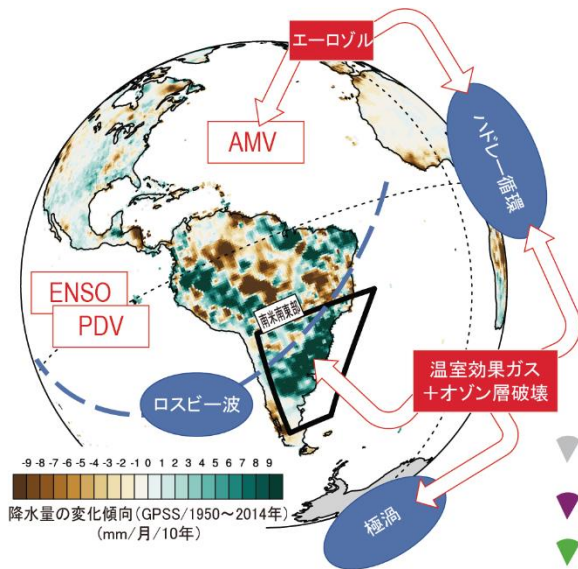 エーロゾル
AMV
ハドレー循環
ENSO
PDV
南米南東部
温室効果ガス
＋オゾン層破壊
ロスビー波
-9 -8 -7 -6 -5 -4 -3 -2 -1 0 1 2 3 4 5 6 7 8 9
降水量の変化傾向(GPSS/1950～2014年)
(mm/月/10年)
極渦